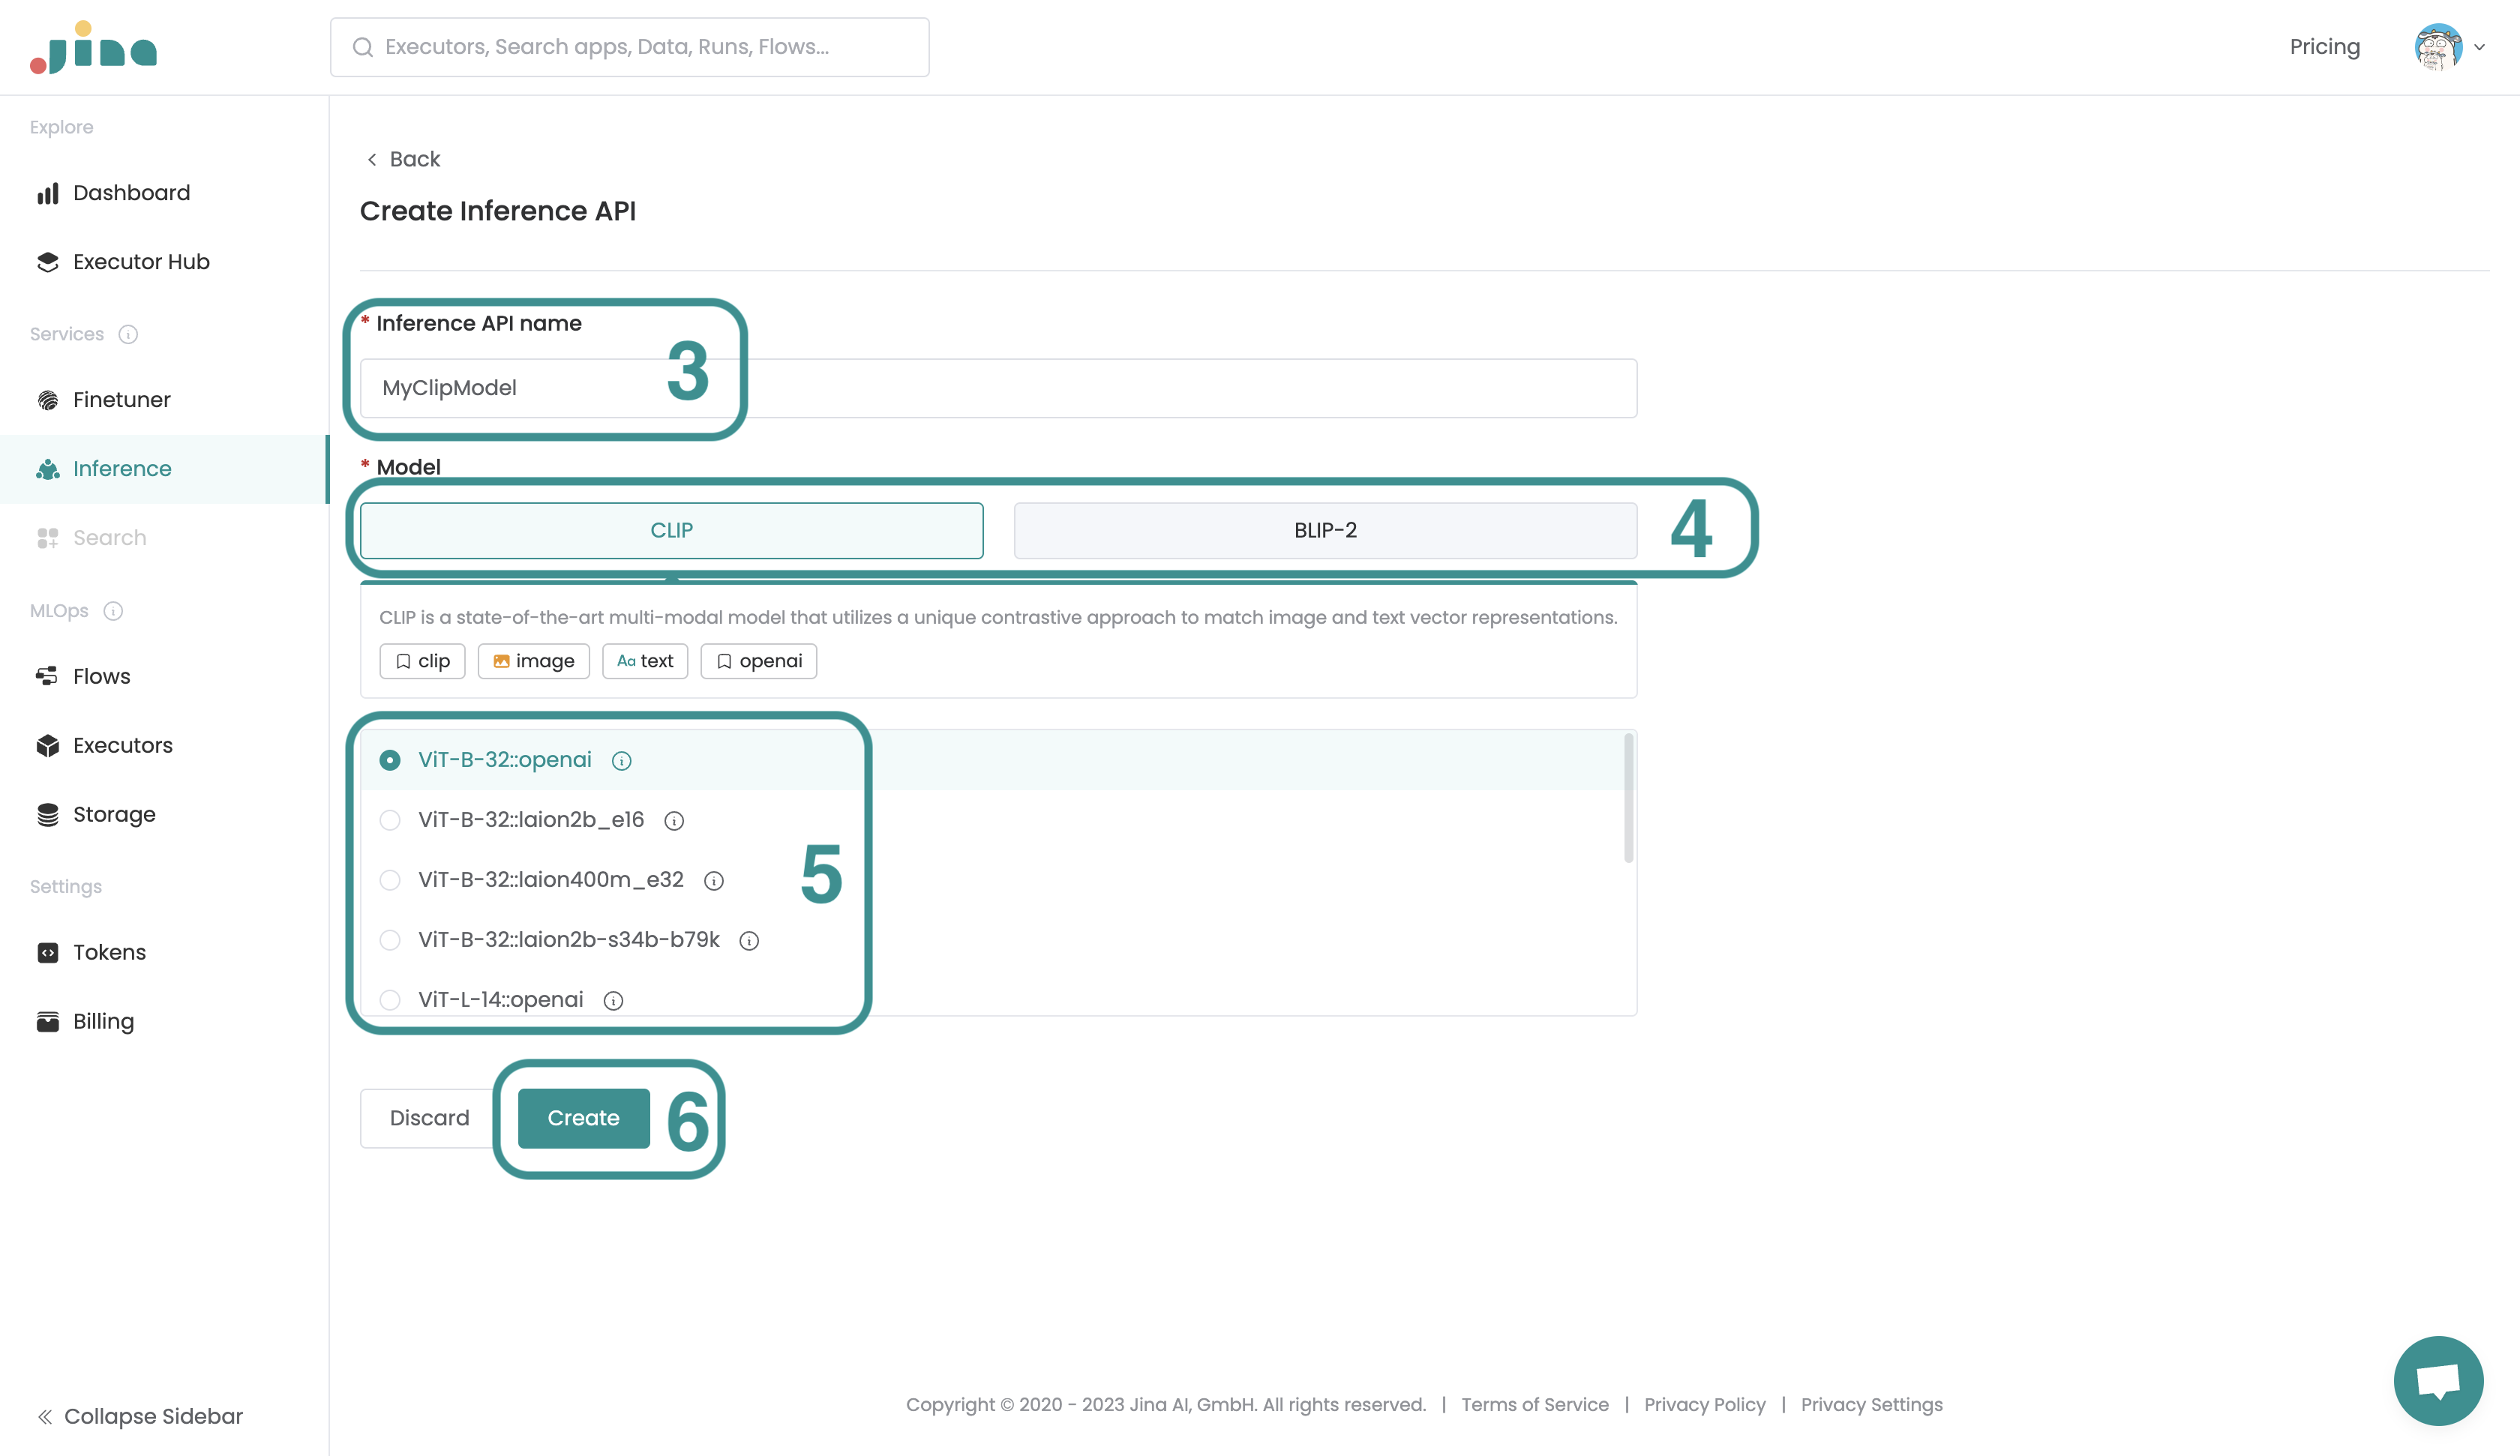 Jina
Executors, Search apps, Data, Runs, Flows...
Pricing
Explore
Dashboard
Executor Hub
Services
Finetuner
Inference
Search
MLOps
Flows
Executors
Storage
Settings
Tokens
Billing
Collapse Sidebar
Back
Create Inference API
* Inference API name
MyClipModel
3
* Model
CLIP
BLIP-2
4
CLIP is a state-of-the-art multi-modal model that utilizes a unique contrastive approach to match image and text vector representations.
clip image Aa text openai
ViT-B-32::openai
ViT-B-32::laion2b_e16
ViT-B-32::laion400m_e32
ViT-B-32::laion2b-s34b-b79k
ViT-L-14::openai
5
Discard
Create
6
Copyright © 2020 - 2023 Jina AI, GmbH. All rights reserved. | Terms of Service | Privacy Policy | Privacy Settings